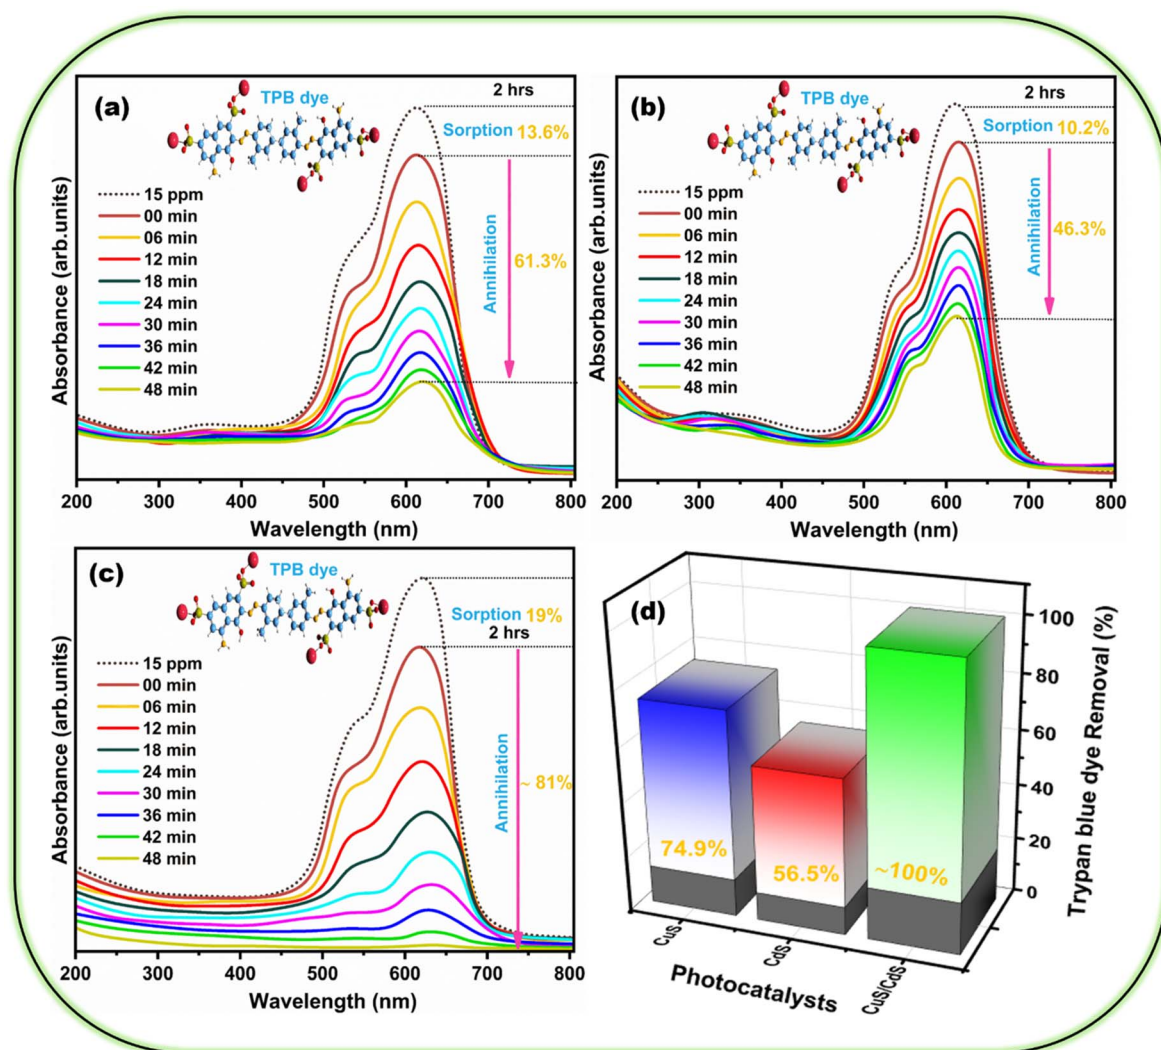 (a)
TPB dye
2 hrs
Sorption 13.6%
15 ppm
00 min
06 min
12 min
18 min
24 min
30 min
36 min
42 min
48 min
Annihilation
61.3%
Absorbance (arb.units)
200 300 400 500 600 700 800
Wavelength (nm)
(b)
TPB dye
2 hrs
Sorption 10.2%
15 ppm
00 min
06 min
12 min
18 min
24 min
30 min
36 min
42 min
48 min
Annihilation
46.3%
Absorbance (arb.units)
200 300 400 500 600 700 800
Wavelength (nm)
(c)
TPB dye
Sorption 19%
2 hrs
15 ppm
00 min
06 min
12 min
18 min
24 min
30 min
36 min
42 min
48 min
Annihilation
~ 81%
Absorbance (arb.units)
200 300 400 500 600 700 800
Wavelength (nm)
(d)
74.9%
56.5%
~100%
100
80
60
40
20
0
Trypan blue dye Removal (%)
CuS
CdS
CuS/CdS
Photocatalysts